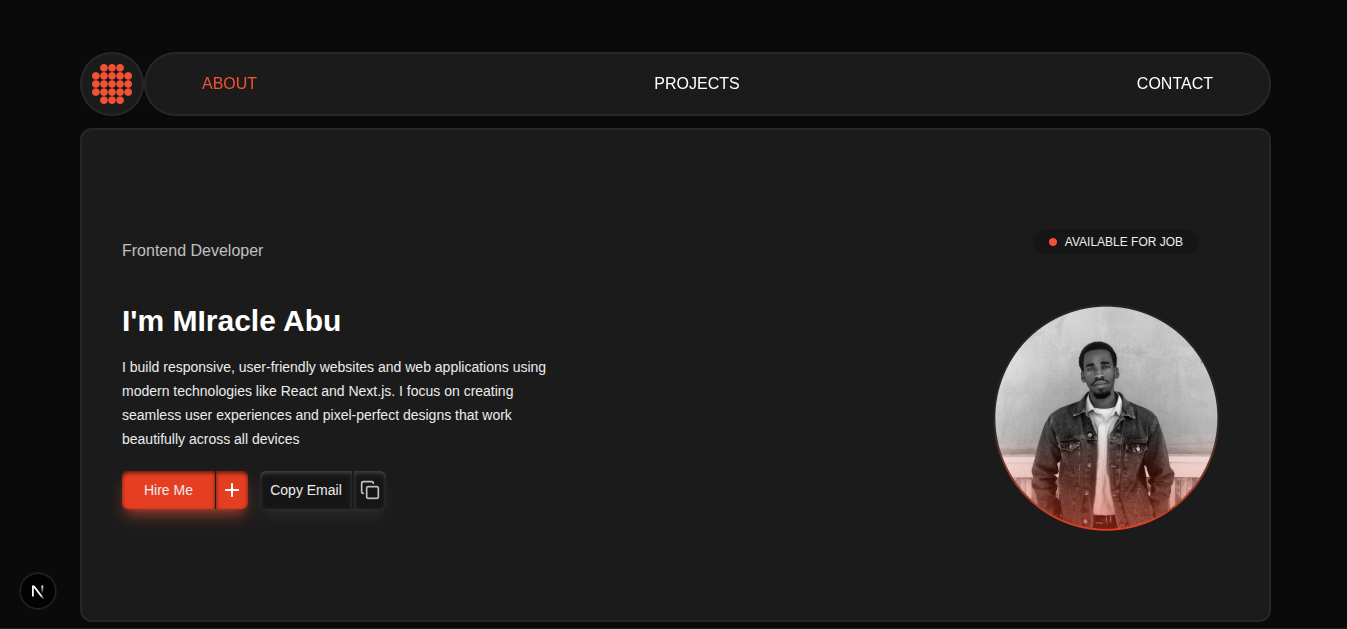 ABOUT
PROJECTS
CONTACT
Frontend Developer
AVAILABLE FOR JOB
I'm MIracle Abu
I build responsive, user-friendly websites and web applications using
modern technologies like React and Next.js. I focus on creating
seamless user experiences and pixel-perfect designs that work
beautifully across all devices
Hire Me
Copy Email
N